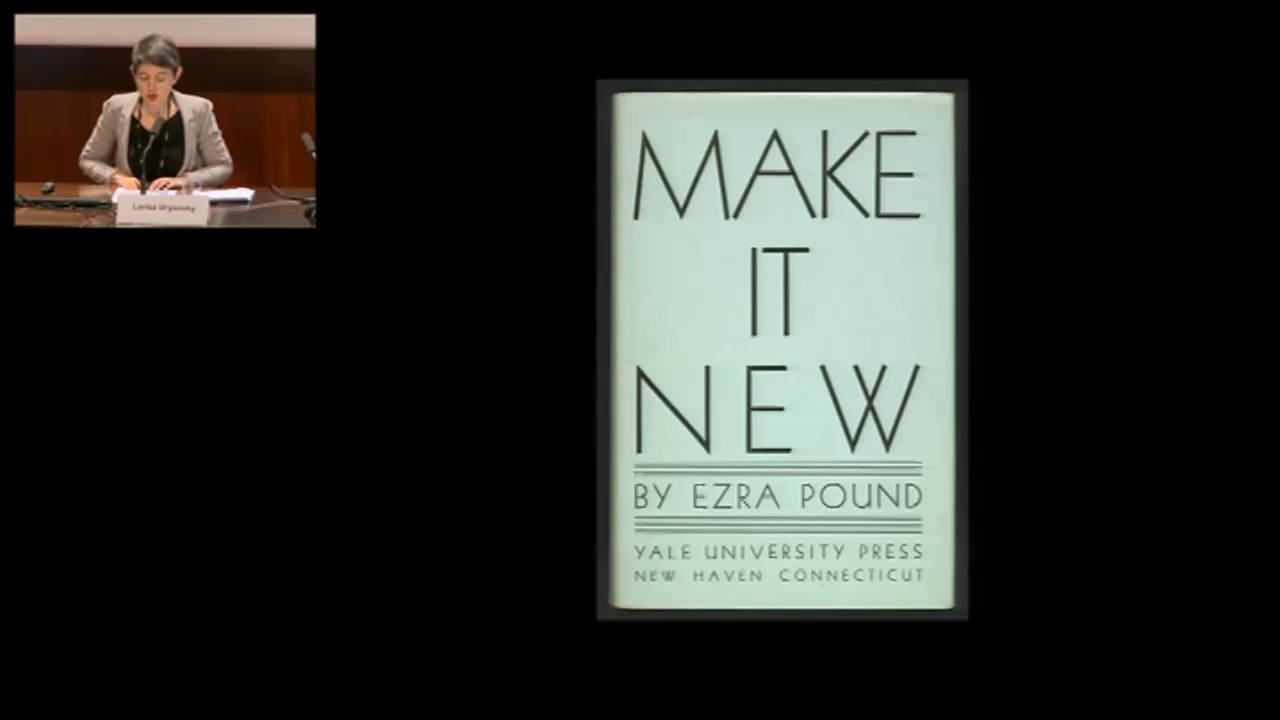 MAKE
IT
NEW
BY EZRA POUND
YALE UNIVERSITY PRESS
NEW HAVEN CONNECTICUT